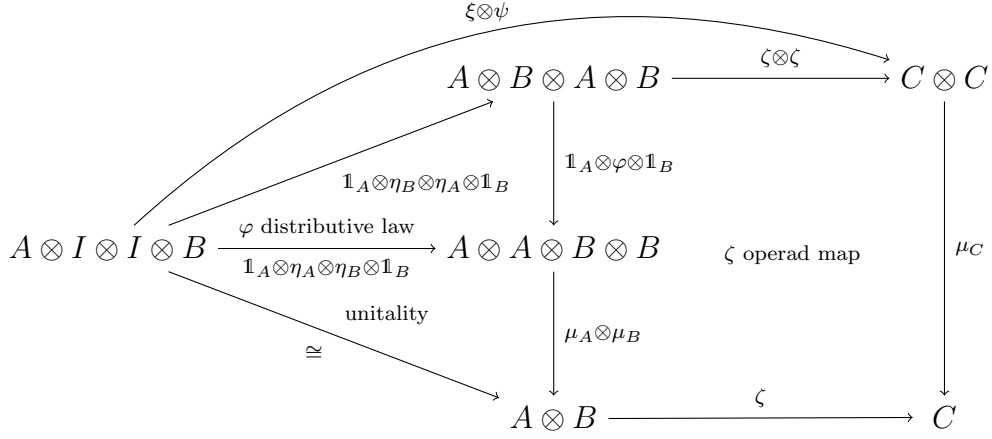 ξ⊗ψ
A ⊗ B ⊗ A ⊗ B
ζ⊗ζ
C ⊗ C
𝟙_A⊗η_B⊗η_A⊗𝟙_B
𝟙_A⊗φ⊗𝟙_B
φ distributive law
A ⊗ I ⊗ I ⊗ B
A ⊗ A ⊗ B ⊗ B
ζ operad map
μ_C
𝟙_A⊗η_A⊗η_B⊗𝟙_B
unitality
μ_A⊗μ_B
≅
ζ
A ⊗ B
C